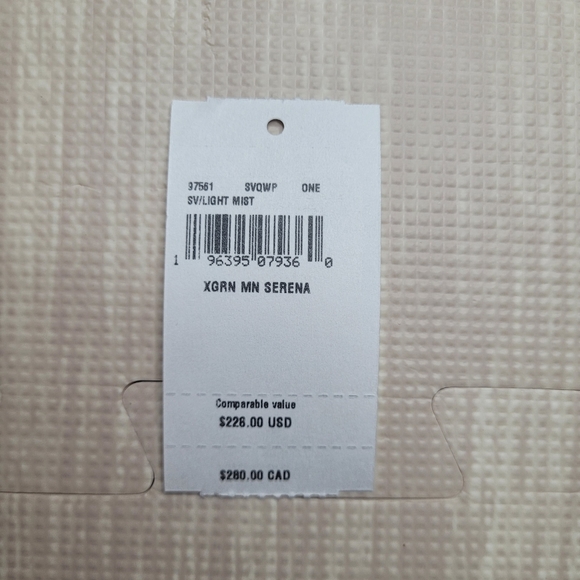 97561 SVQWP ONE
SV/LIGHT MIST
1 96395 07936 0
XGRN MN SERENA
Comparable value
$228.00 USD
$280.00 CAD